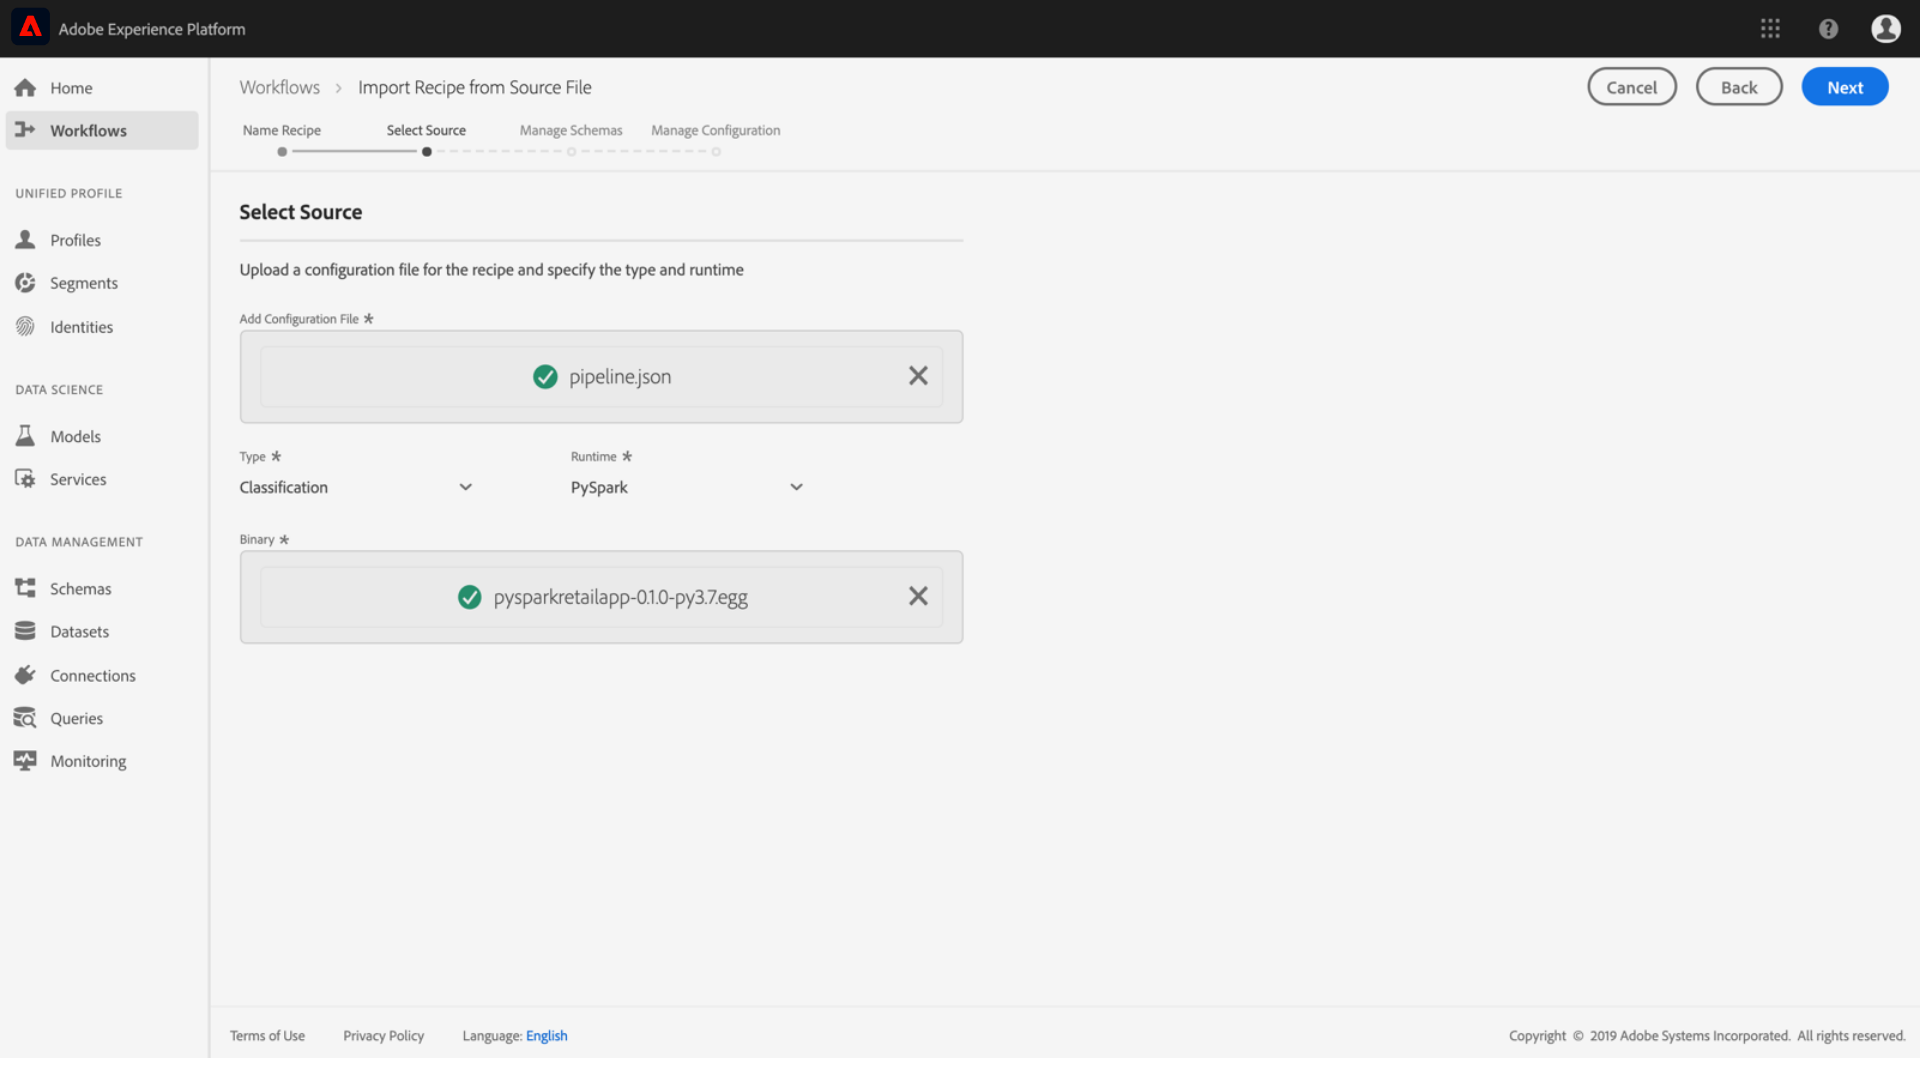 Adobe Experience Platform
Home
Workflows
UNIFIED PROFILE
Profiles
Segments
Identities
DATA SCIENCE
Models
Services
DATA MANAGEMENT
Schemas
Datasets
Connections
Queries
Monitoring
Workflows > Import Recipe from Source File
Cancel Back Next
Name Recipe Select Source Manage Schemas Manage Configuration
Select Source
Upload a configuration file for the recipe and specify the type and runtime
Add Configuration File *
pipeline.json
Type * Runtime *
Classification PySpark
Binary *
pysparkretailapp-0.1.0-py3.7.egg
Terms of Use Privacy Policy Language: English Copyright © 2019 Adobe Systems Incorporated. All rights reserved.